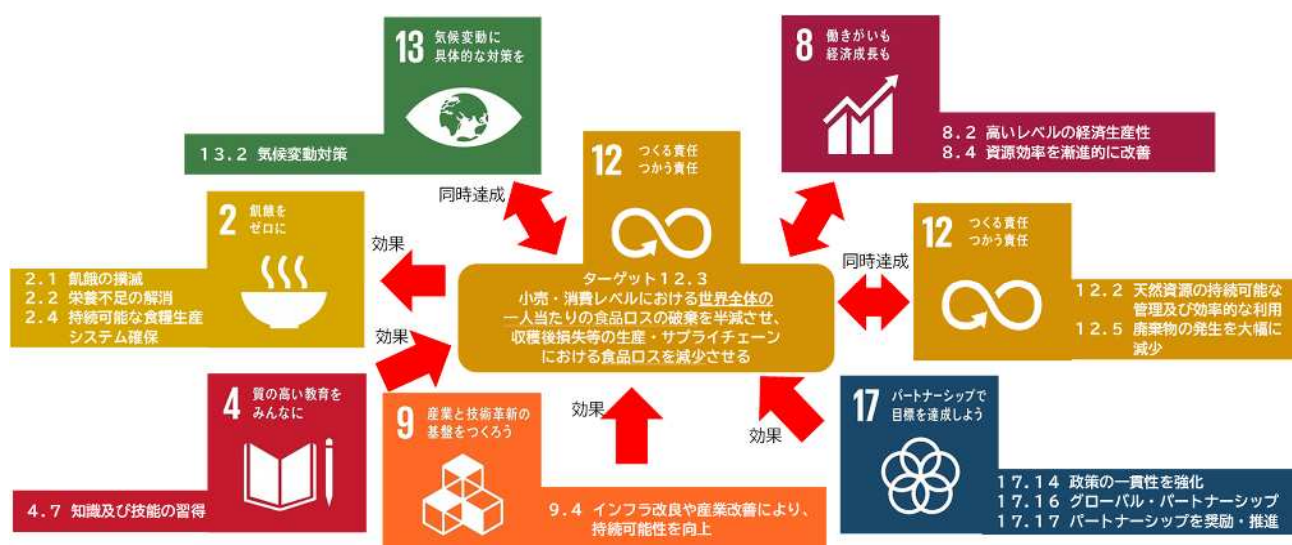 13 気候変動に
具体的な対策を
13.2 気候変動対策
8 働きがいも
経済成長も
8.2 高いレベルの経済生産性
8.4 資源効率を漸進的に改善
12 つくる責任
つかう責任
同時達成
2 飢餓を
ゼロに
2.1 飢餓の撲滅
2.2 栄養不足の解消
2.4 持続可能な食糧生産
システム確保
効果
ターゲット12.3
小売・消費レベルにおける世界全体の
一人当たりの食品ロスの破棄を半減させ、
収穫後損失等の生産・サプライチェーン
における食品ロスを減少させる
同時達成
12 つくる責任
つかう責任
12.2 天然資源の持続可能な
管理及び効率的な利用
12.5 廃棄物の発生を大幅に
減少
効果
4 質の高い教育を
みんなに
4.7 知識及び技能の習得
9 産業と技術革新の
基盤をつくろう
効果
9.4 インフラ改良や産業改善により、
持続可能性を向上
効果
17 パートナーシップで
目標を達成しよう
17.14 政策の一貫性を強化
17.16 グローバル・パートナーシップ
17.17 パートナーシップを奨励・推進